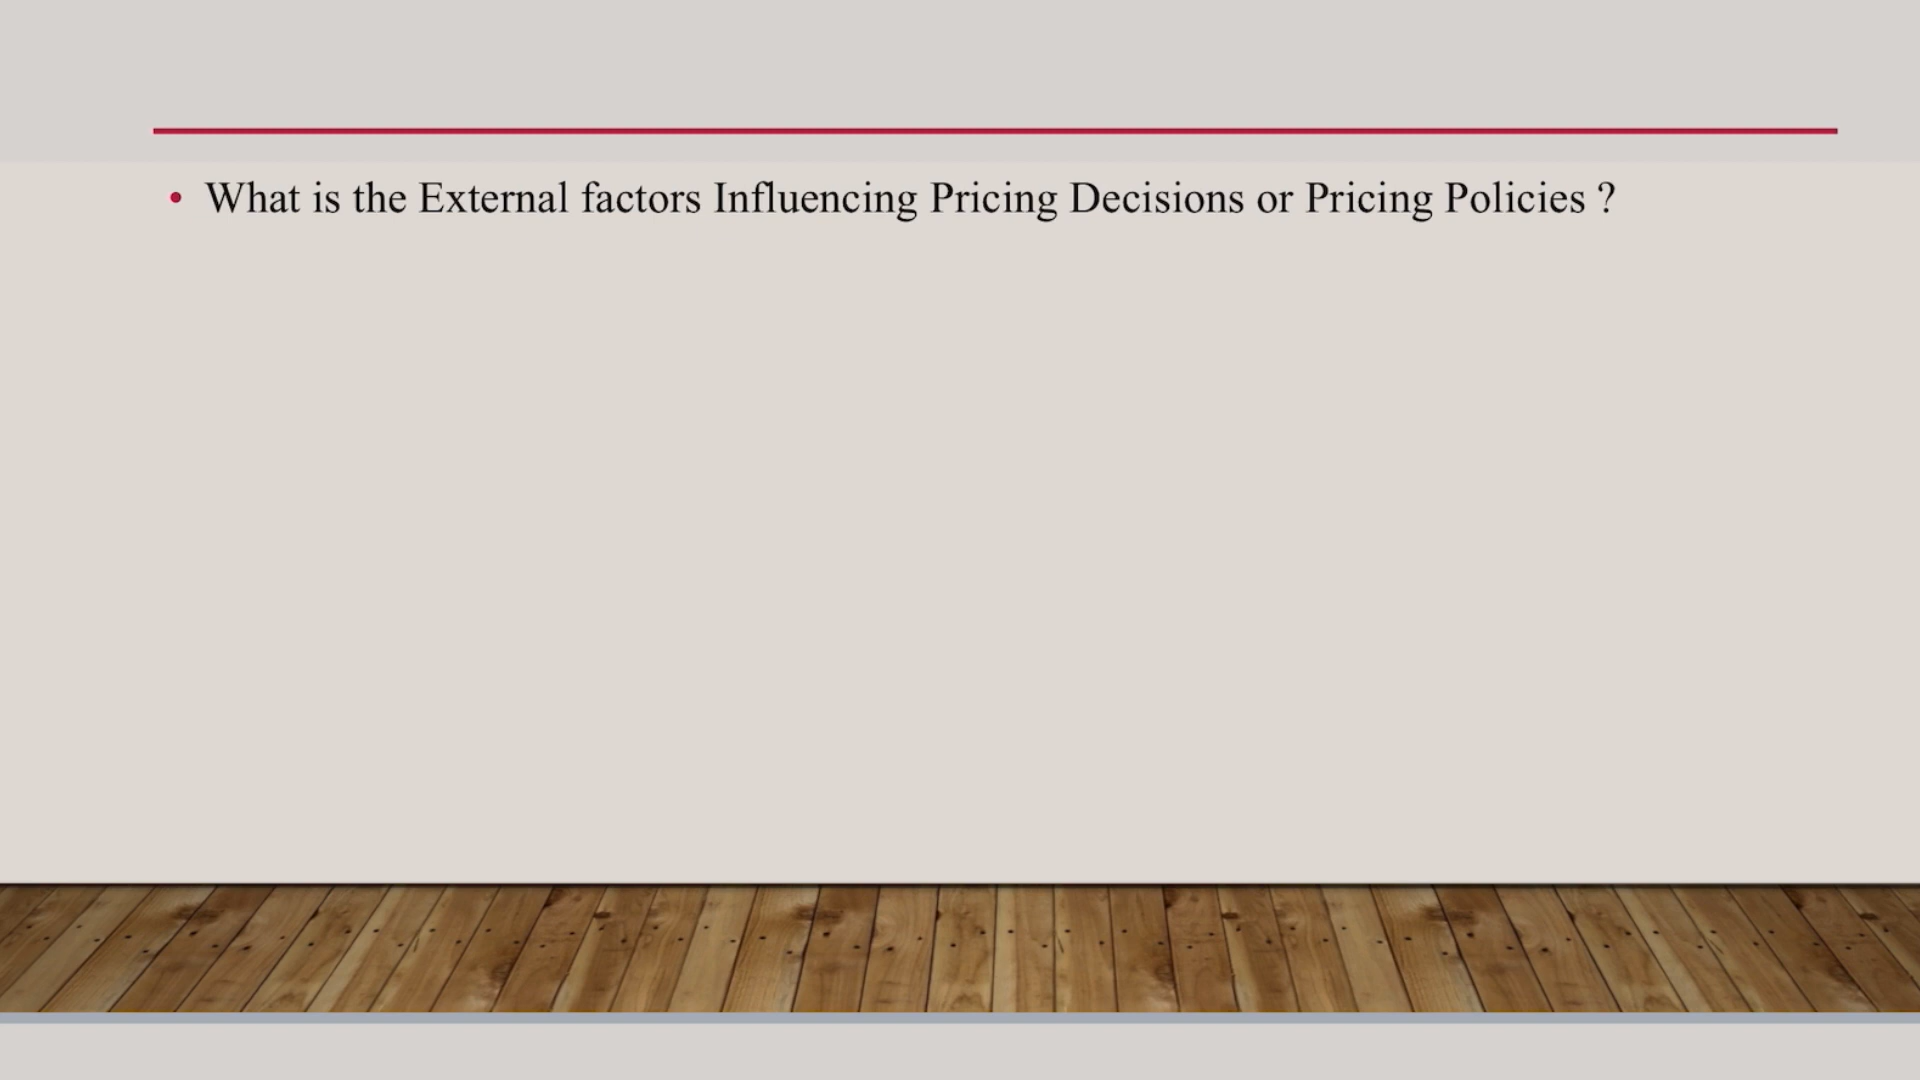 • What is the External factors Influencing Pricing Decisions or Pricing Policies ?